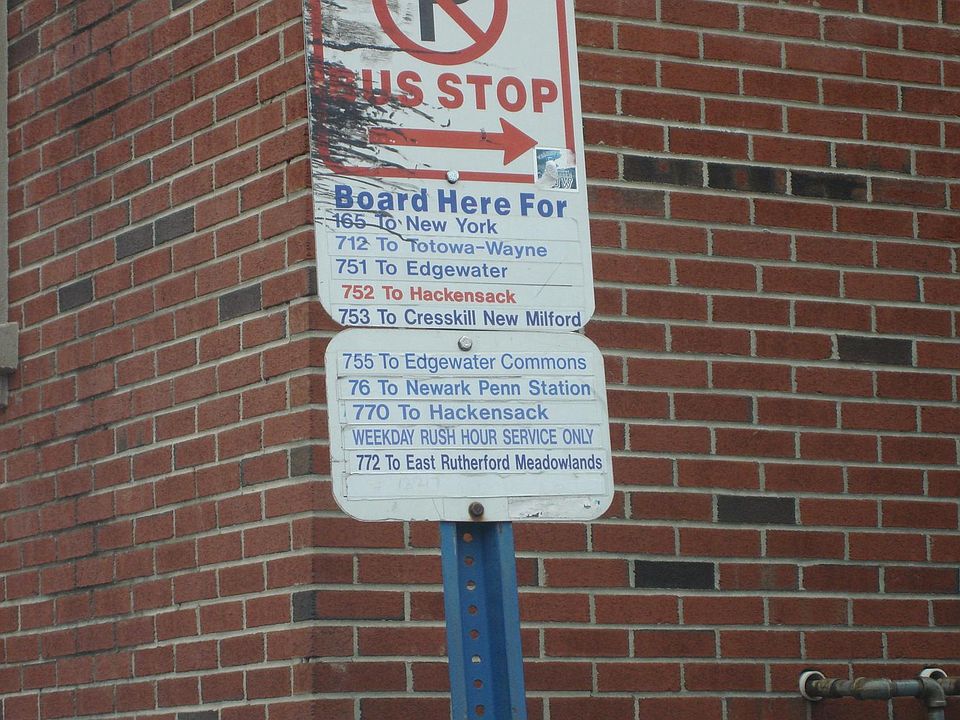 P
BUS STOP
Board Here For
165 To New York
712 To Totowa-Wayne
751 To Edgewater
752 To Hackensack
753 To Cresskill New Milford
755 To Edgewater Commons
76 To Newark Penn Station
770 To Hackensack
WEEKDAY RUSH HOUR SERVICE ONLY
772 To East Rutherford Meadowlands